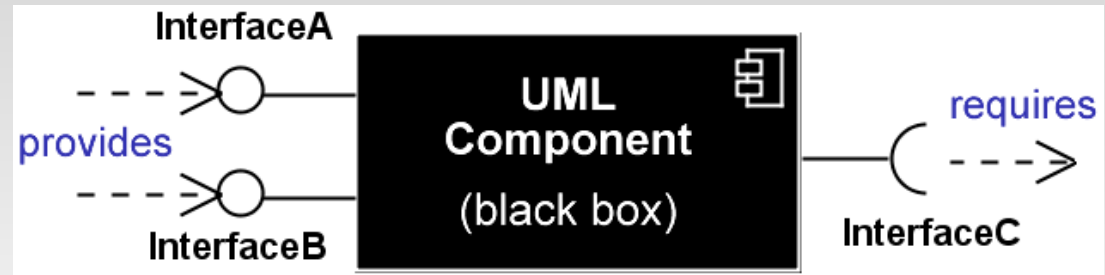 InterfaceA
provides
InterfaceB
UML
Component
(black box)
requires
InterfaceC